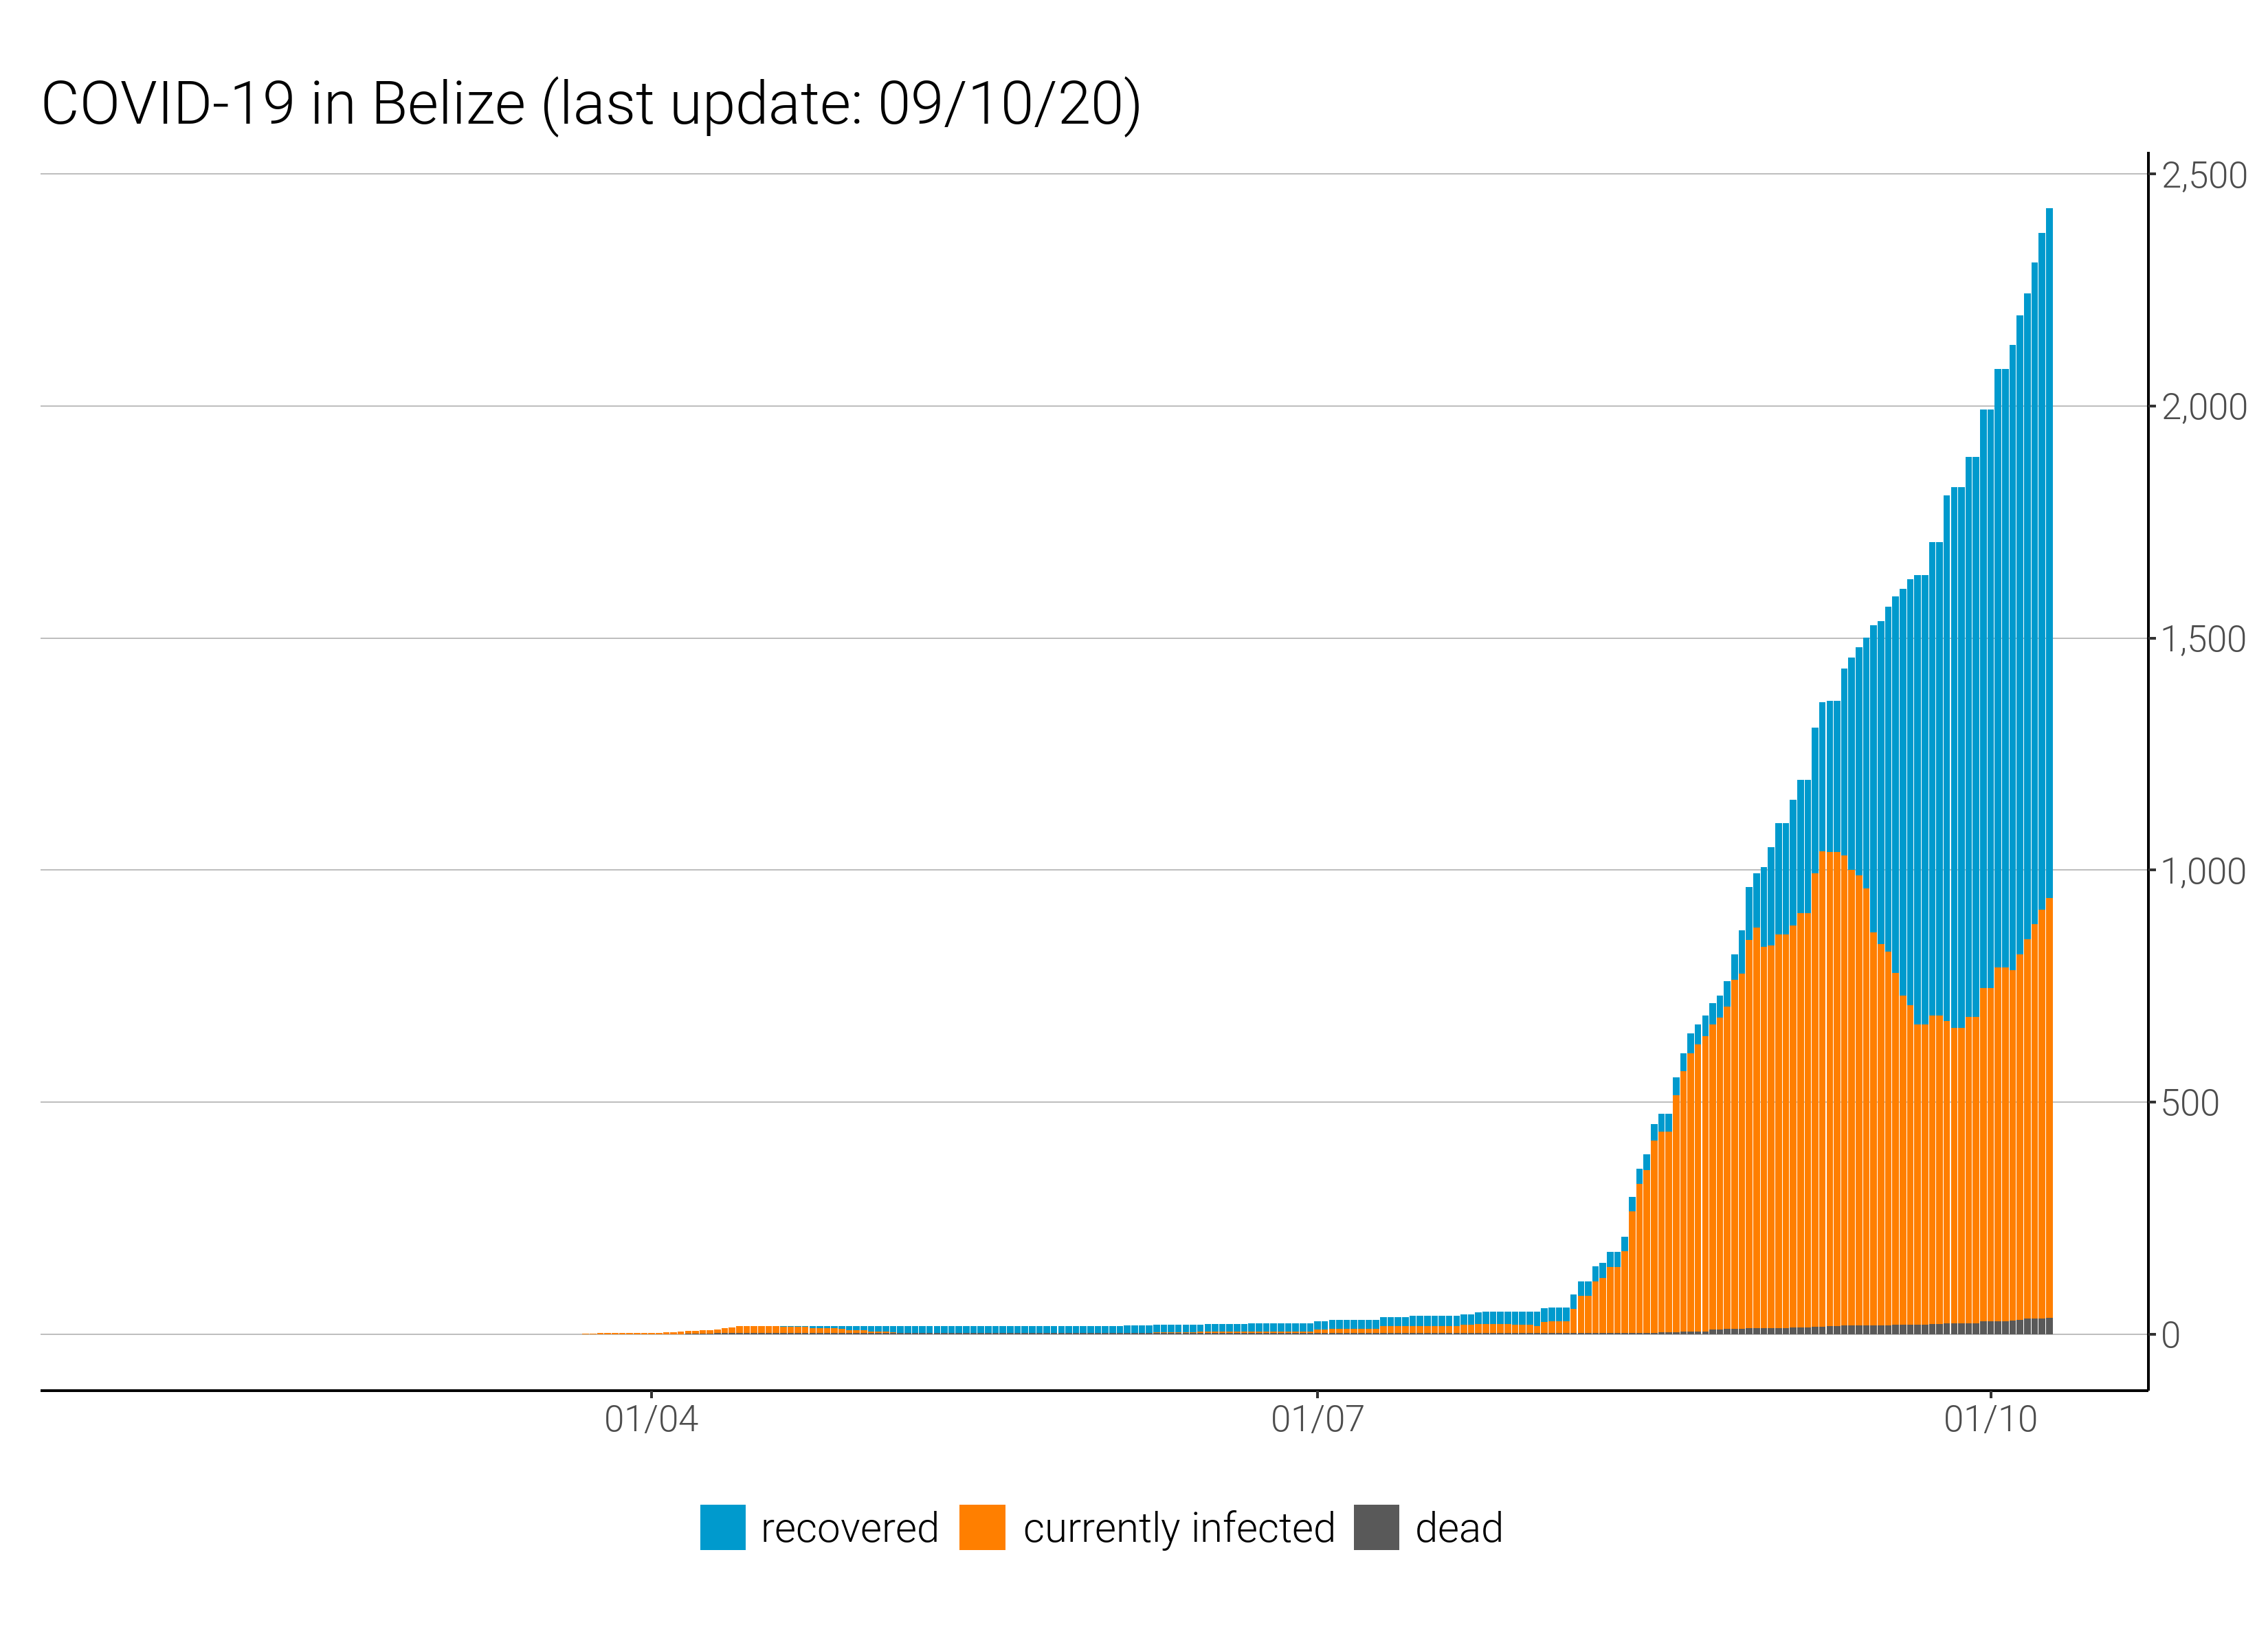 COVID-19 in Belize (last update: 09/10/20)
2,500
2,000
1,500
1,000
500
0
01/04 01/07 01/10
recovered currently infected dead